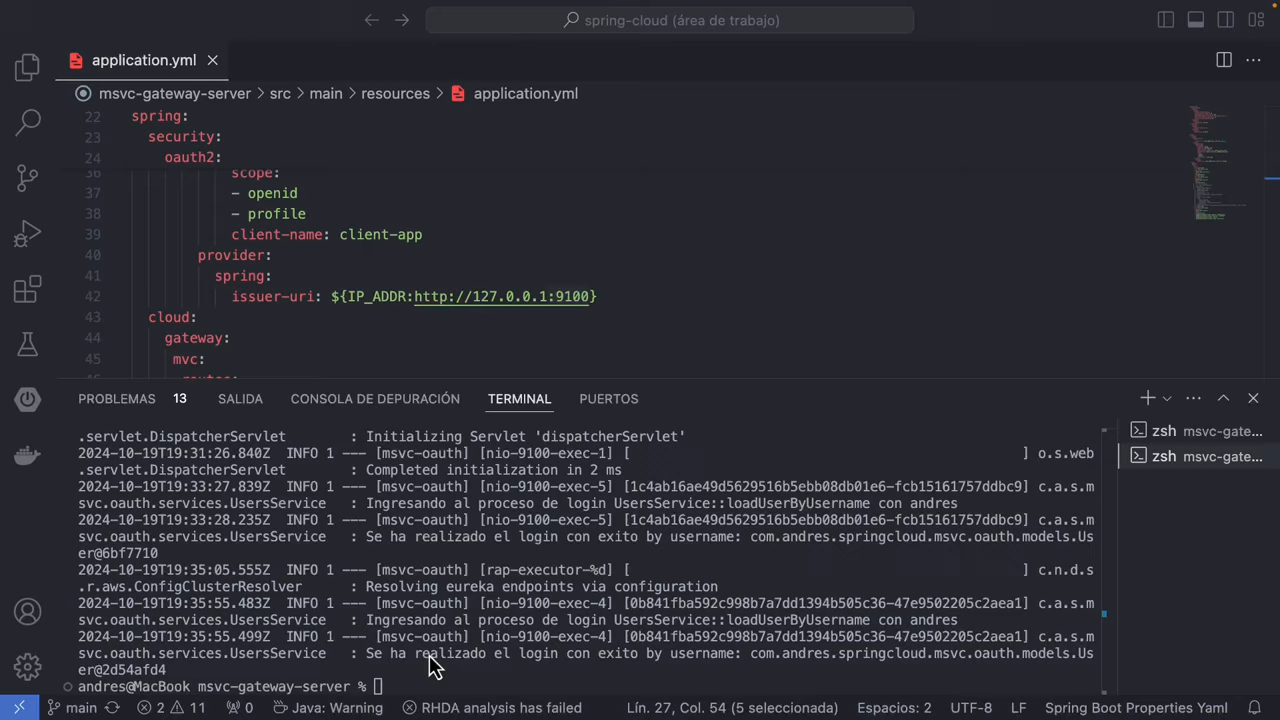 spring-cloud (área de trabajo)
application.yml
msvc-gateway-server > src > main > resources > application.yml
22 spring:
23 security:
24 oauth2:
36 scope:
37 - openid
38 - profile
39 client-name: client-app
40 provider:
41 spring:
42 issuer-uri: ${IP_ADDR:http://127.0.0.1:9100}
43 cloud:
44 gateway:
45 mvc:
routes:
PROBLEMAS 13 SALIDA CONSOLA DE DEPURACIÓN TERMINAL PUERTOS
.servlet.DispatcherServlet : Initializing Servlet 'dispatcherServlet'
2024-10-19T19:31:26.840Z INFO 1 --- [msvc-oauth] [nio-9100-exec-1] [ ] o.s.web
.servlet.DispatcherServlet : Completed initialization in 2 ms
2024-10-19T19:33:27.839Z INFO 1 --- [msvc-oauth] [nio-9100-exec-5] [1c4ab16ae49d5629516b5ebb08db01e6-fcb15161757ddbc9] c.a.s.m
svc.oauth.services.UsersService : Ingresando al proceso de login UsersService::loadUserByUsername con andres
2024-10-19T19:33:28.235Z INFO 1 --- [msvc-oauth] [nio-9100-exec-5] [1c4ab16ae49d5629516b5ebb08db01e6-fcb15161757ddbc9] c.a.s.m
svc.oauth.services.UsersService : Se ha realizado el login con exito by username: com.andres.springcloud.msvc.oauth.models.Us
er@6bf7710
2024-10-19T19:35:05.555Z INFO 1 --- [msvc-oauth] [rap-executor-%d] [ ] c.n.d.s
.r.aws.ConfigClusterResolver : Resolving eureka endpoints via configuration
2024-10-19T19:35:55.483Z INFO 1 --- [msvc-oauth] [nio-9100-exec-4] [0b841fba592c998b7a7dd1394b505c36-47e9502205c2aea1] c.a.s.m
svc.oauth.services.UsersService : Ingresando al proceso de login UsersService::loadUserByUsername con andres
2024-10-19T19:35:55.499Z INFO 1 --- [msvc-oauth] [nio-9100-exec-4] [0b841fba592c998b7a7dd1394b505c36-47e9502205c2aea1] c.a.s.m
svc.oauth.services.UsersService : Se ha realizado el login con exito by username: com.andres.springcloud.msvc.oauth.models.Us
er@2d54afd4
andres@MacBook msvc-gateway-server %
zsh msvc-gate...
zsh msvc-gate...
main 2 11 0 Java: Warning RHDA analysis has failed Lín. 27, Col. 54 (5 seleccionada) Espacios: 2 UTF-8 LF Spring Boot Properties Yaml